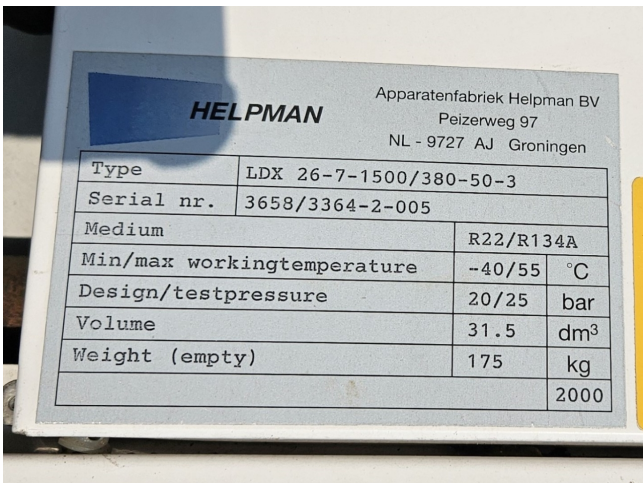 HELPMAN
Apparatenfabriek Helpman BV
Peizerweg 97
NL - 9727 AJ Groningen
Type LDX 26-7-1500/380-50-3
Serial nr. 3658/3364-2-005
Medium R22/R134A
Min/max workingtemperature -40/55 °C
Design/testpressure 20/25 bar
Volume 31.5 dm³
Weight (empty) 175 kg
2000